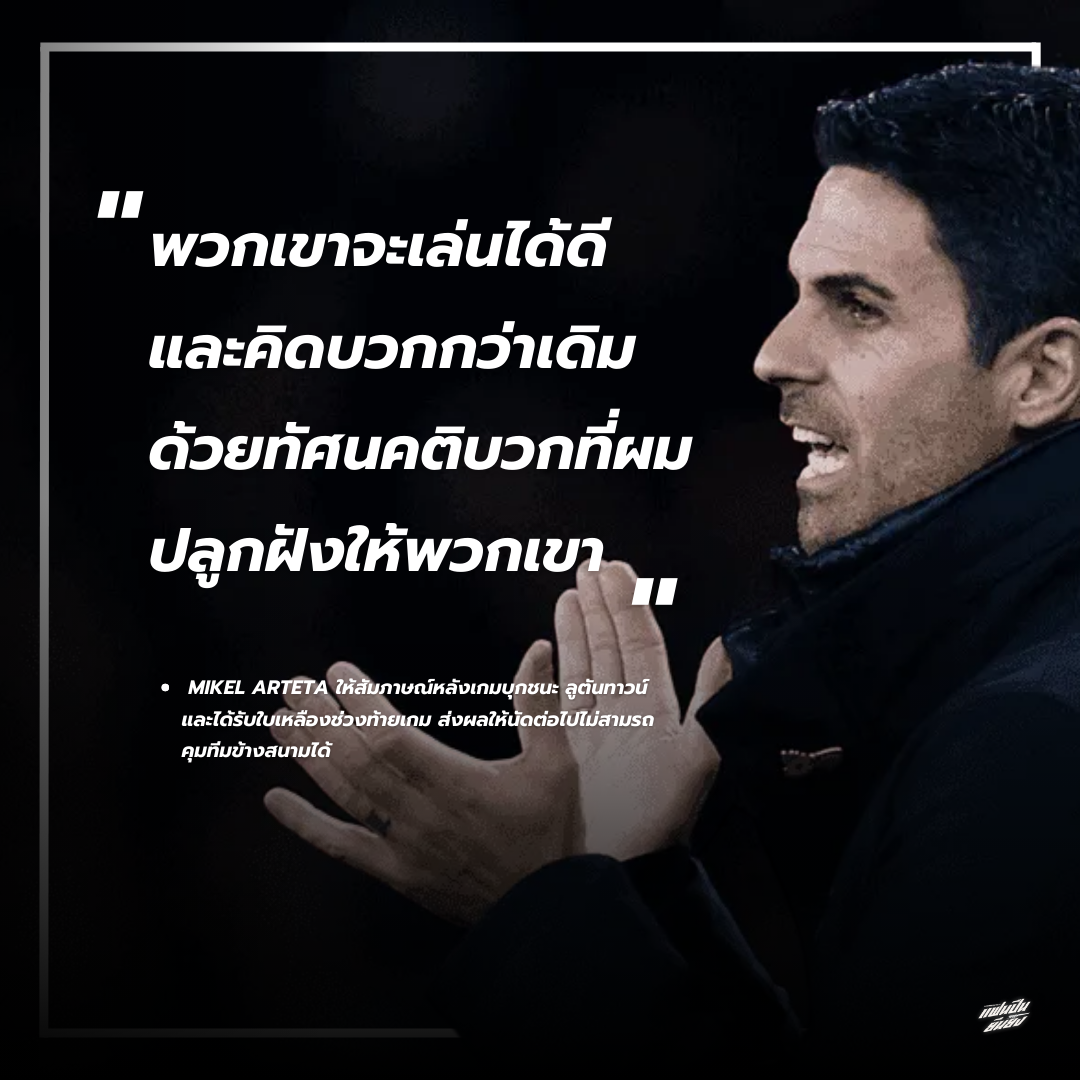 "พวกเขาจะเล่นได้ดี
และคิดบวกกว่าเดิม
ด้วยทัศนคติบวกที่ผม
ปลูกฝังให้พวกเขา"
• MIKEL ARTETA ให้สัมภาษณ์หลังเกมบุกชนะ ลูตันทาวน์
และได้รับใบเหลืองช่วงท้ายเกม ส่งผลให้นัดต่อไปไม่สามรถ
คุมทีมข้างสนามได้
แฟนปืน